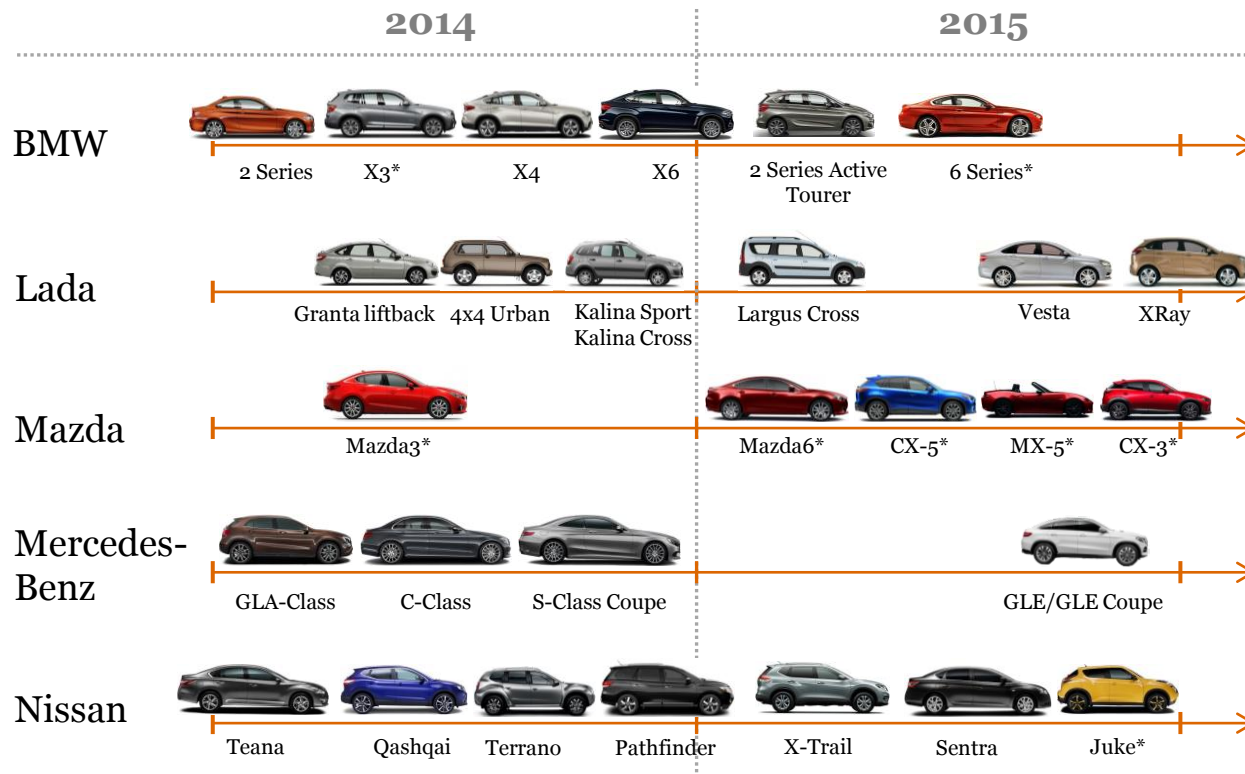 2014 2015
BMW
2 Series X3* X4 X6 2 Series Active
Tourer 6 Series*
Lada
Granta liftback 4x4 Urban Kalina Sport
Kalina Cross Largus Cross Vesta XRay
Mazda
Mazda3* Mazda6* CX-5* MX-5* CX-3*
Mercedes-
Benz
GLA-Class C-Class S-Class Coupe GLE/GLE Coupe
Nissan
Teana Qashqai Terrano Pathfinder X-Trail Sentra Juke*